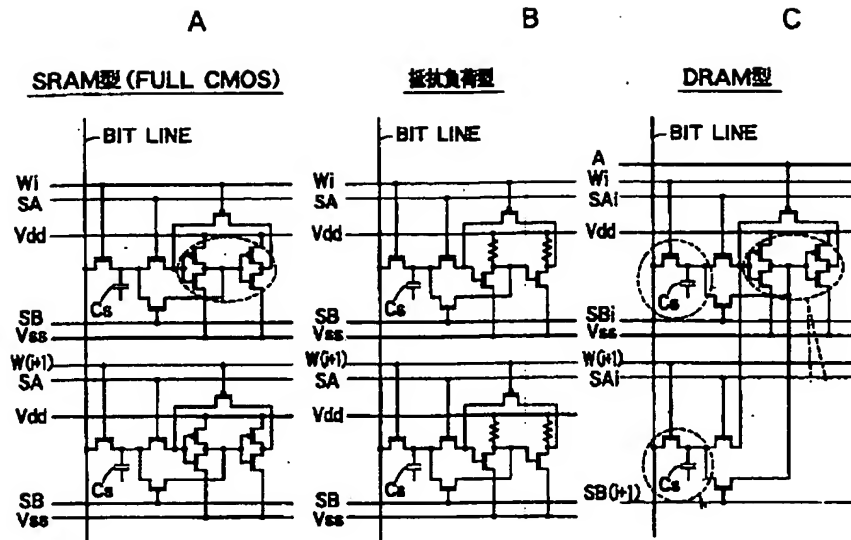 A
B
C
SRAM型 (FULL CMOS)
抵抗負荷型
DRAM型
BIT LINE
Wi
SA
Vdd
Cs
SB
Vss
W(i+1)
SA
Vdd
Cs
SB
Vss
BIT LINE
Wi
SA
Vdd
Cs
SB
Vss
W(i+1)
SA
Vdd
Cs
SB
Vss
BIT LINE
A
Wi
SAi
Vdd
Cs
SBi
Vss
W(i+1)
SAi
Cs
SB(i+1)